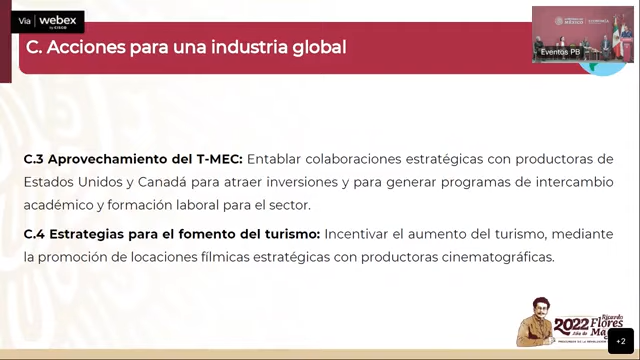 Via webex
by CISCO
C. Acciones para una industria global
Eventos PB
C.3 Aprovechamiento del T-MEC: Entablar colaboraciones estratégicas con productoras de
Estados Unidos y Canadá para atraer inversiones y para generar programas de intercambio
académico y formación laboral para el sector.
C.4 Estrategias para el fomento del turismo: Incentivar el aumento del turismo, mediante
la promoción de locaciones fílmicas estratégicas con productoras cinematográficas.
2022 Ricardo
Flores
Año de
+2